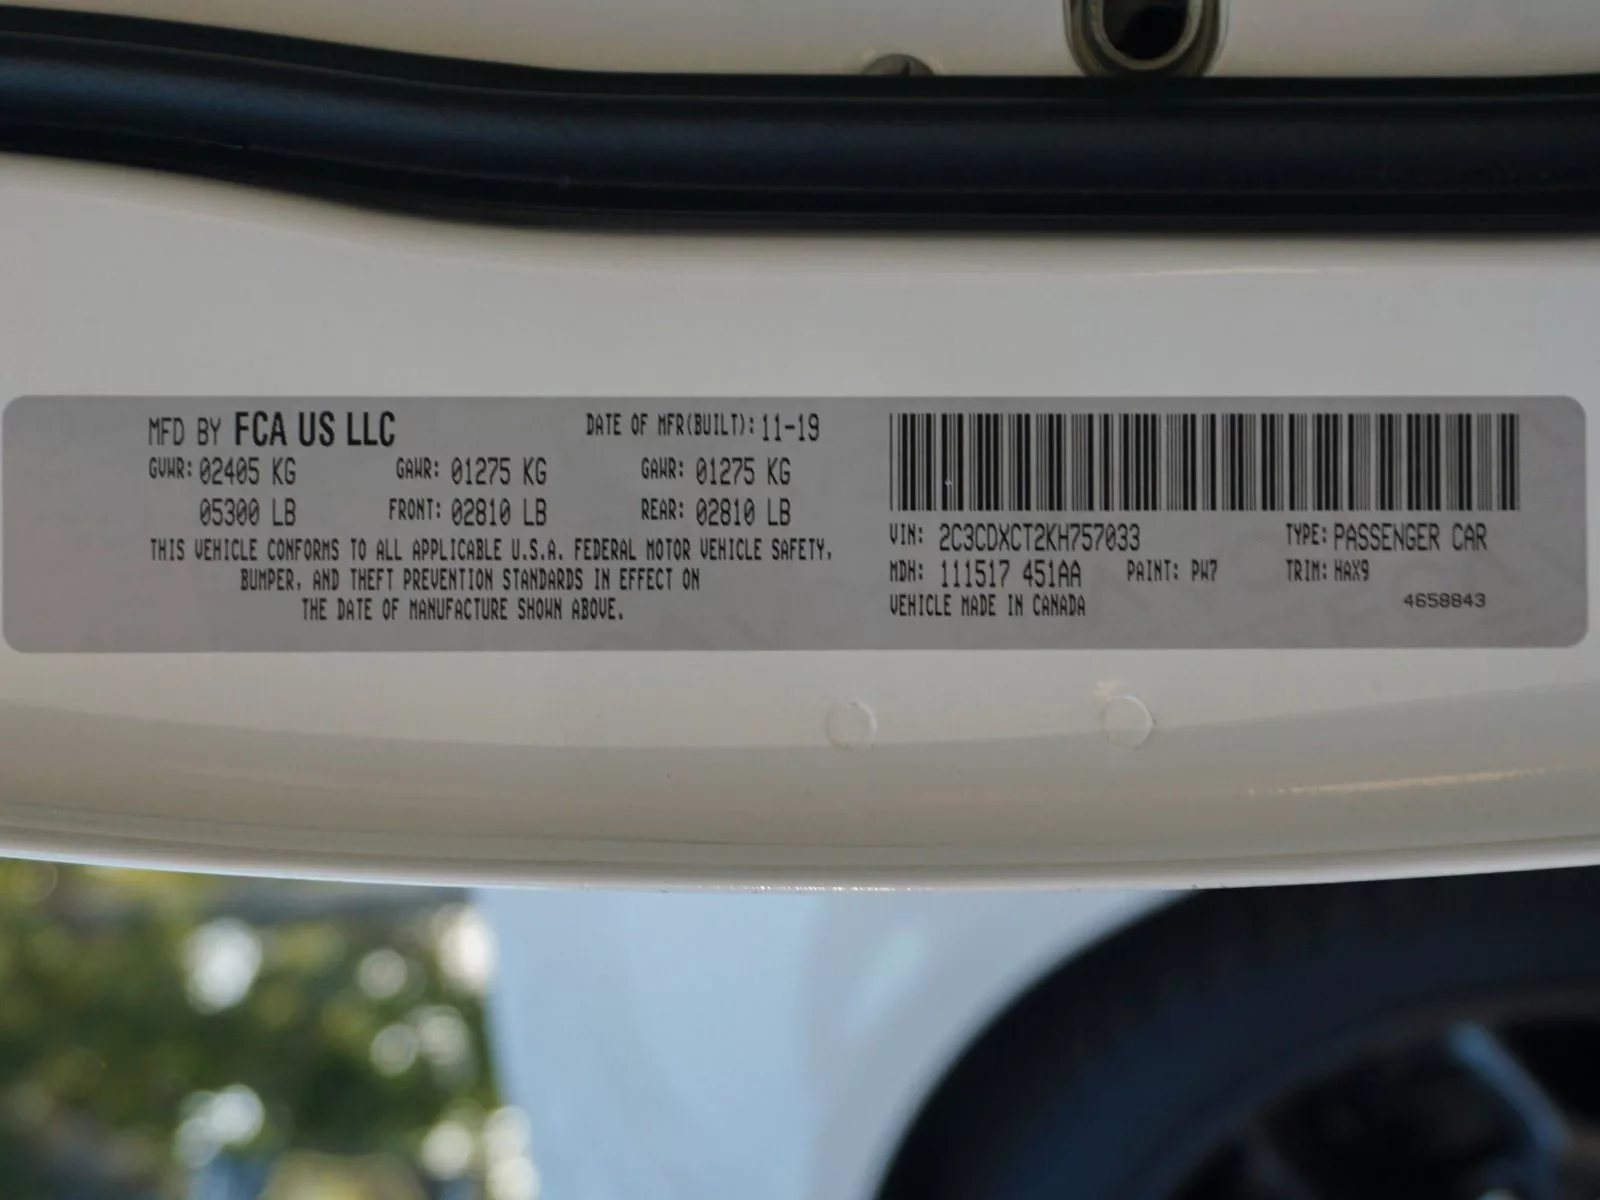 MFD BY FCA US LLC DATE OF MFR(BUILT): 11-19
GVWR: 02405 KG GAWR: 01275 KG GAWR: 01275 KG
05300 LB FRONT: 02810 LB REAR: 02810 LB
THIS VEHICLE CONFORMS TO ALL APPLICABLE U.S.A. FEDERAL MOTOR VEHICLE SAFETY,
BUMPER, AND THEFT PREVENTION STANDARDS IN EFFECT ON
THE DATE OF MANUFACTURE SHOWN ABOVE.
VIN: 2C3CDXCT2KH757033 TYPE: PASSENGER CAR
MDH: 111517 451AA PAINT: PW7 TRIM: HAX9
VEHICLE MADE IN CANADA 4658843